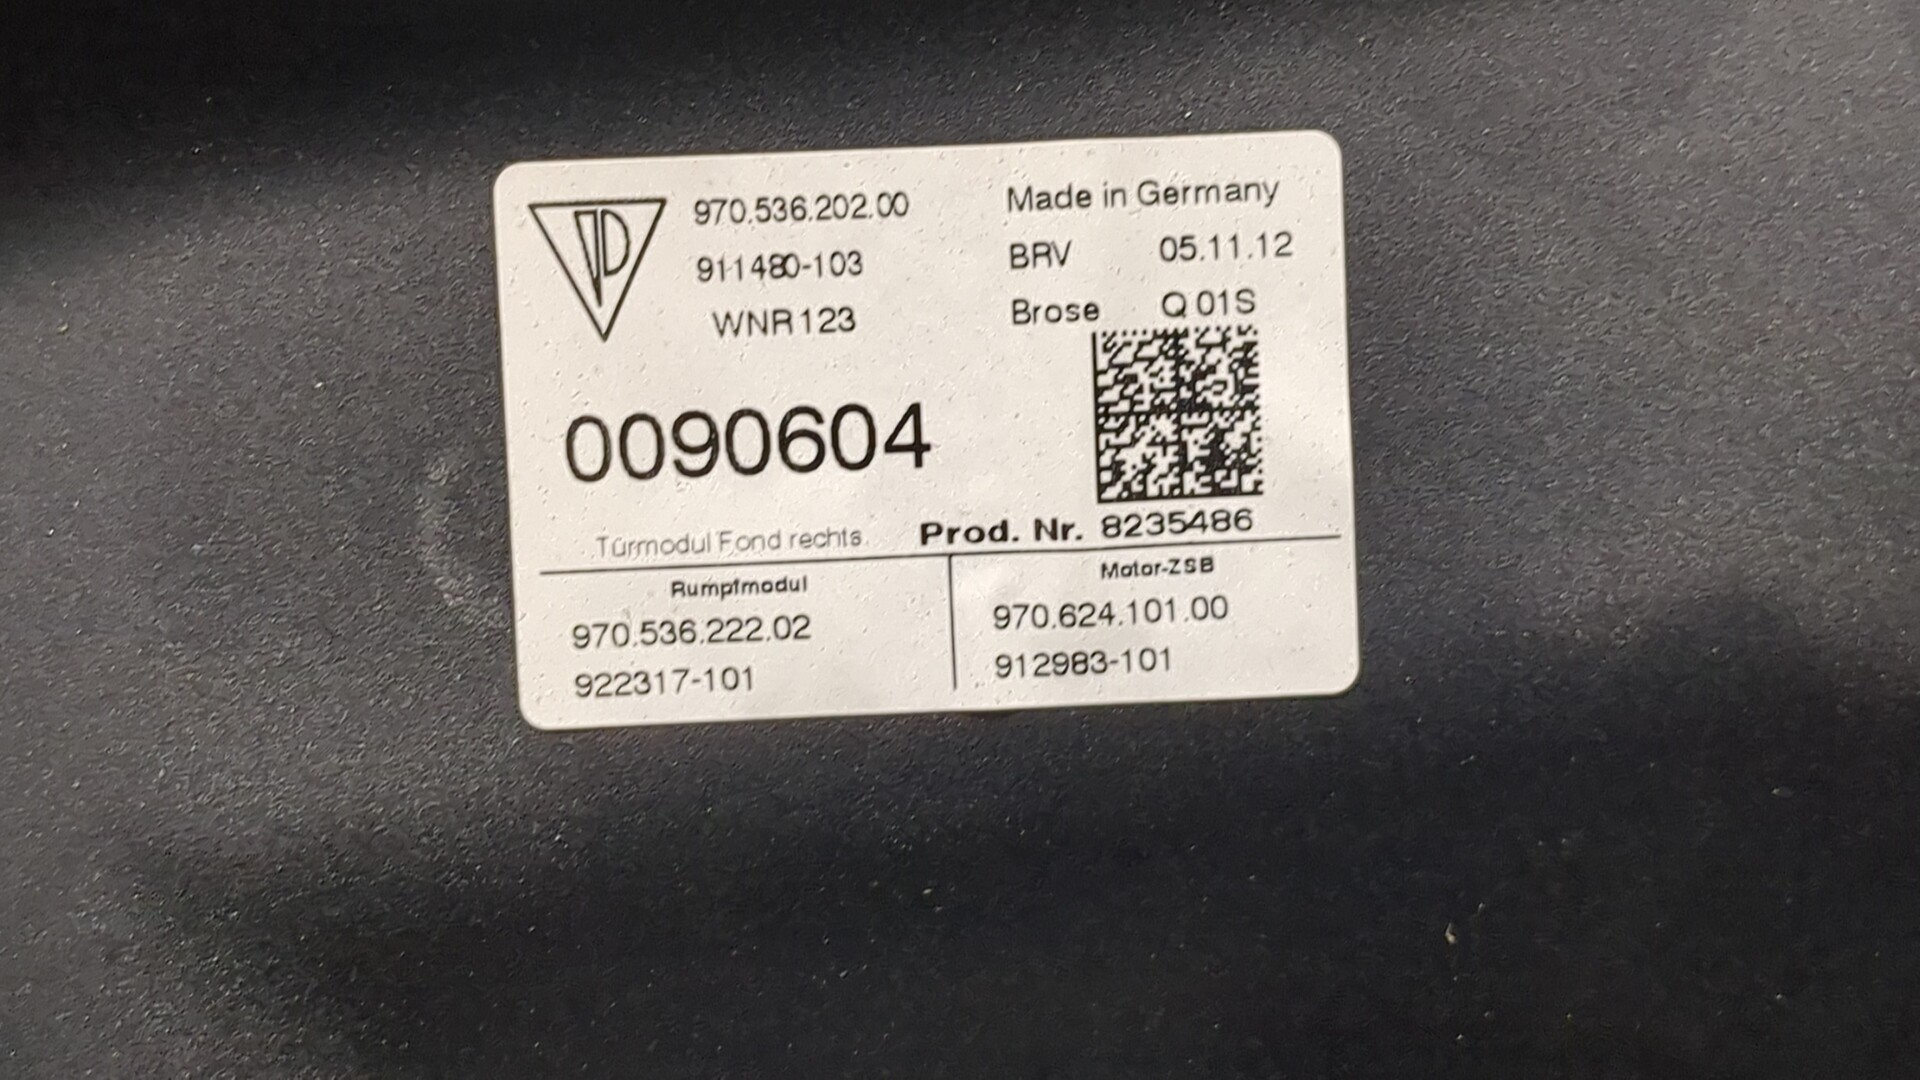 970.536.202.00 Made in Germany
911480-103 BRV 05.11.12
WNR123 Brose Q 01S
0090604
Türmodul Fond rechts Prod. Nr. 8235486
Rumpfmodul Motor-ZSB
970.536.222.02 970.624.101.00
922317-101 912983-101